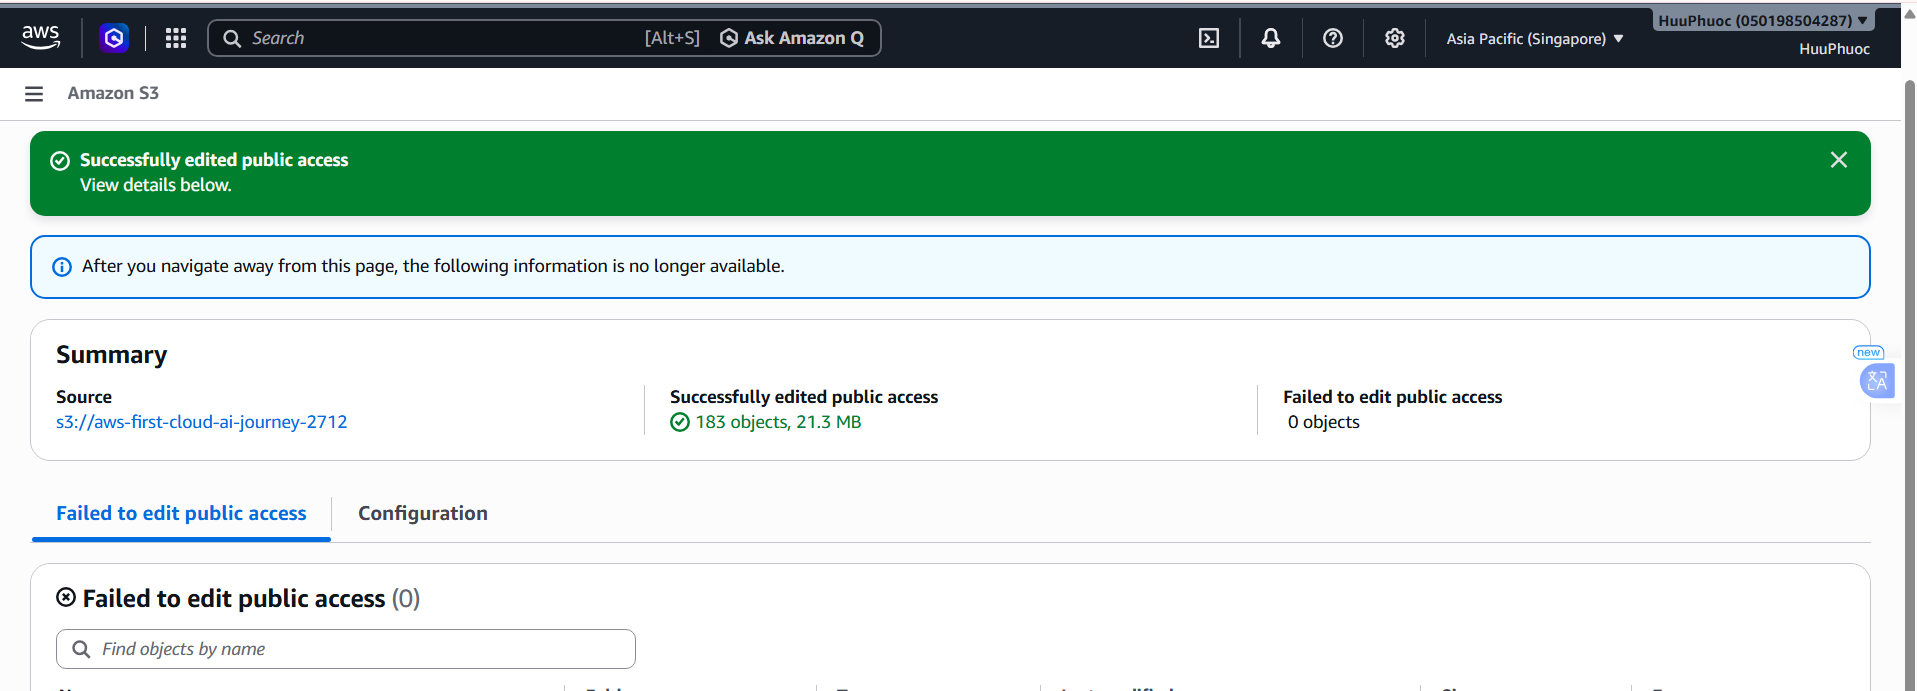 aws
Search [Alt+S] Ask Amazon Q
Asia Pacific (Singapore)
HuuPhuoc (050198504287)
HuuPhuoc
Amazon S3
Successfully edited public access
View details below.
After you navigate away from this page, the following information is no longer available.
Summary
new
Source
s3://aws-first-cloud-ai-journey-2712
Successfully edited public access
183 objects, 21.3 MB
Failed to edit public access
0 objects
Failed to edit public access
Configuration
Failed to edit public access (0)
Find objects by name